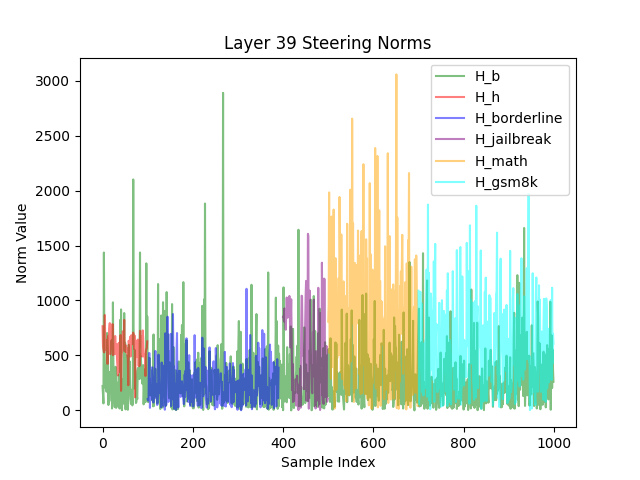 Layer 39 Steering Norms
Norm Value
3000
2500
2000
1500
1000
500
0
0 200 400 600 800 1000
Sample Index
H_b
H_h
H_borderline
H_jailbreak
H_math
H_gsm8k